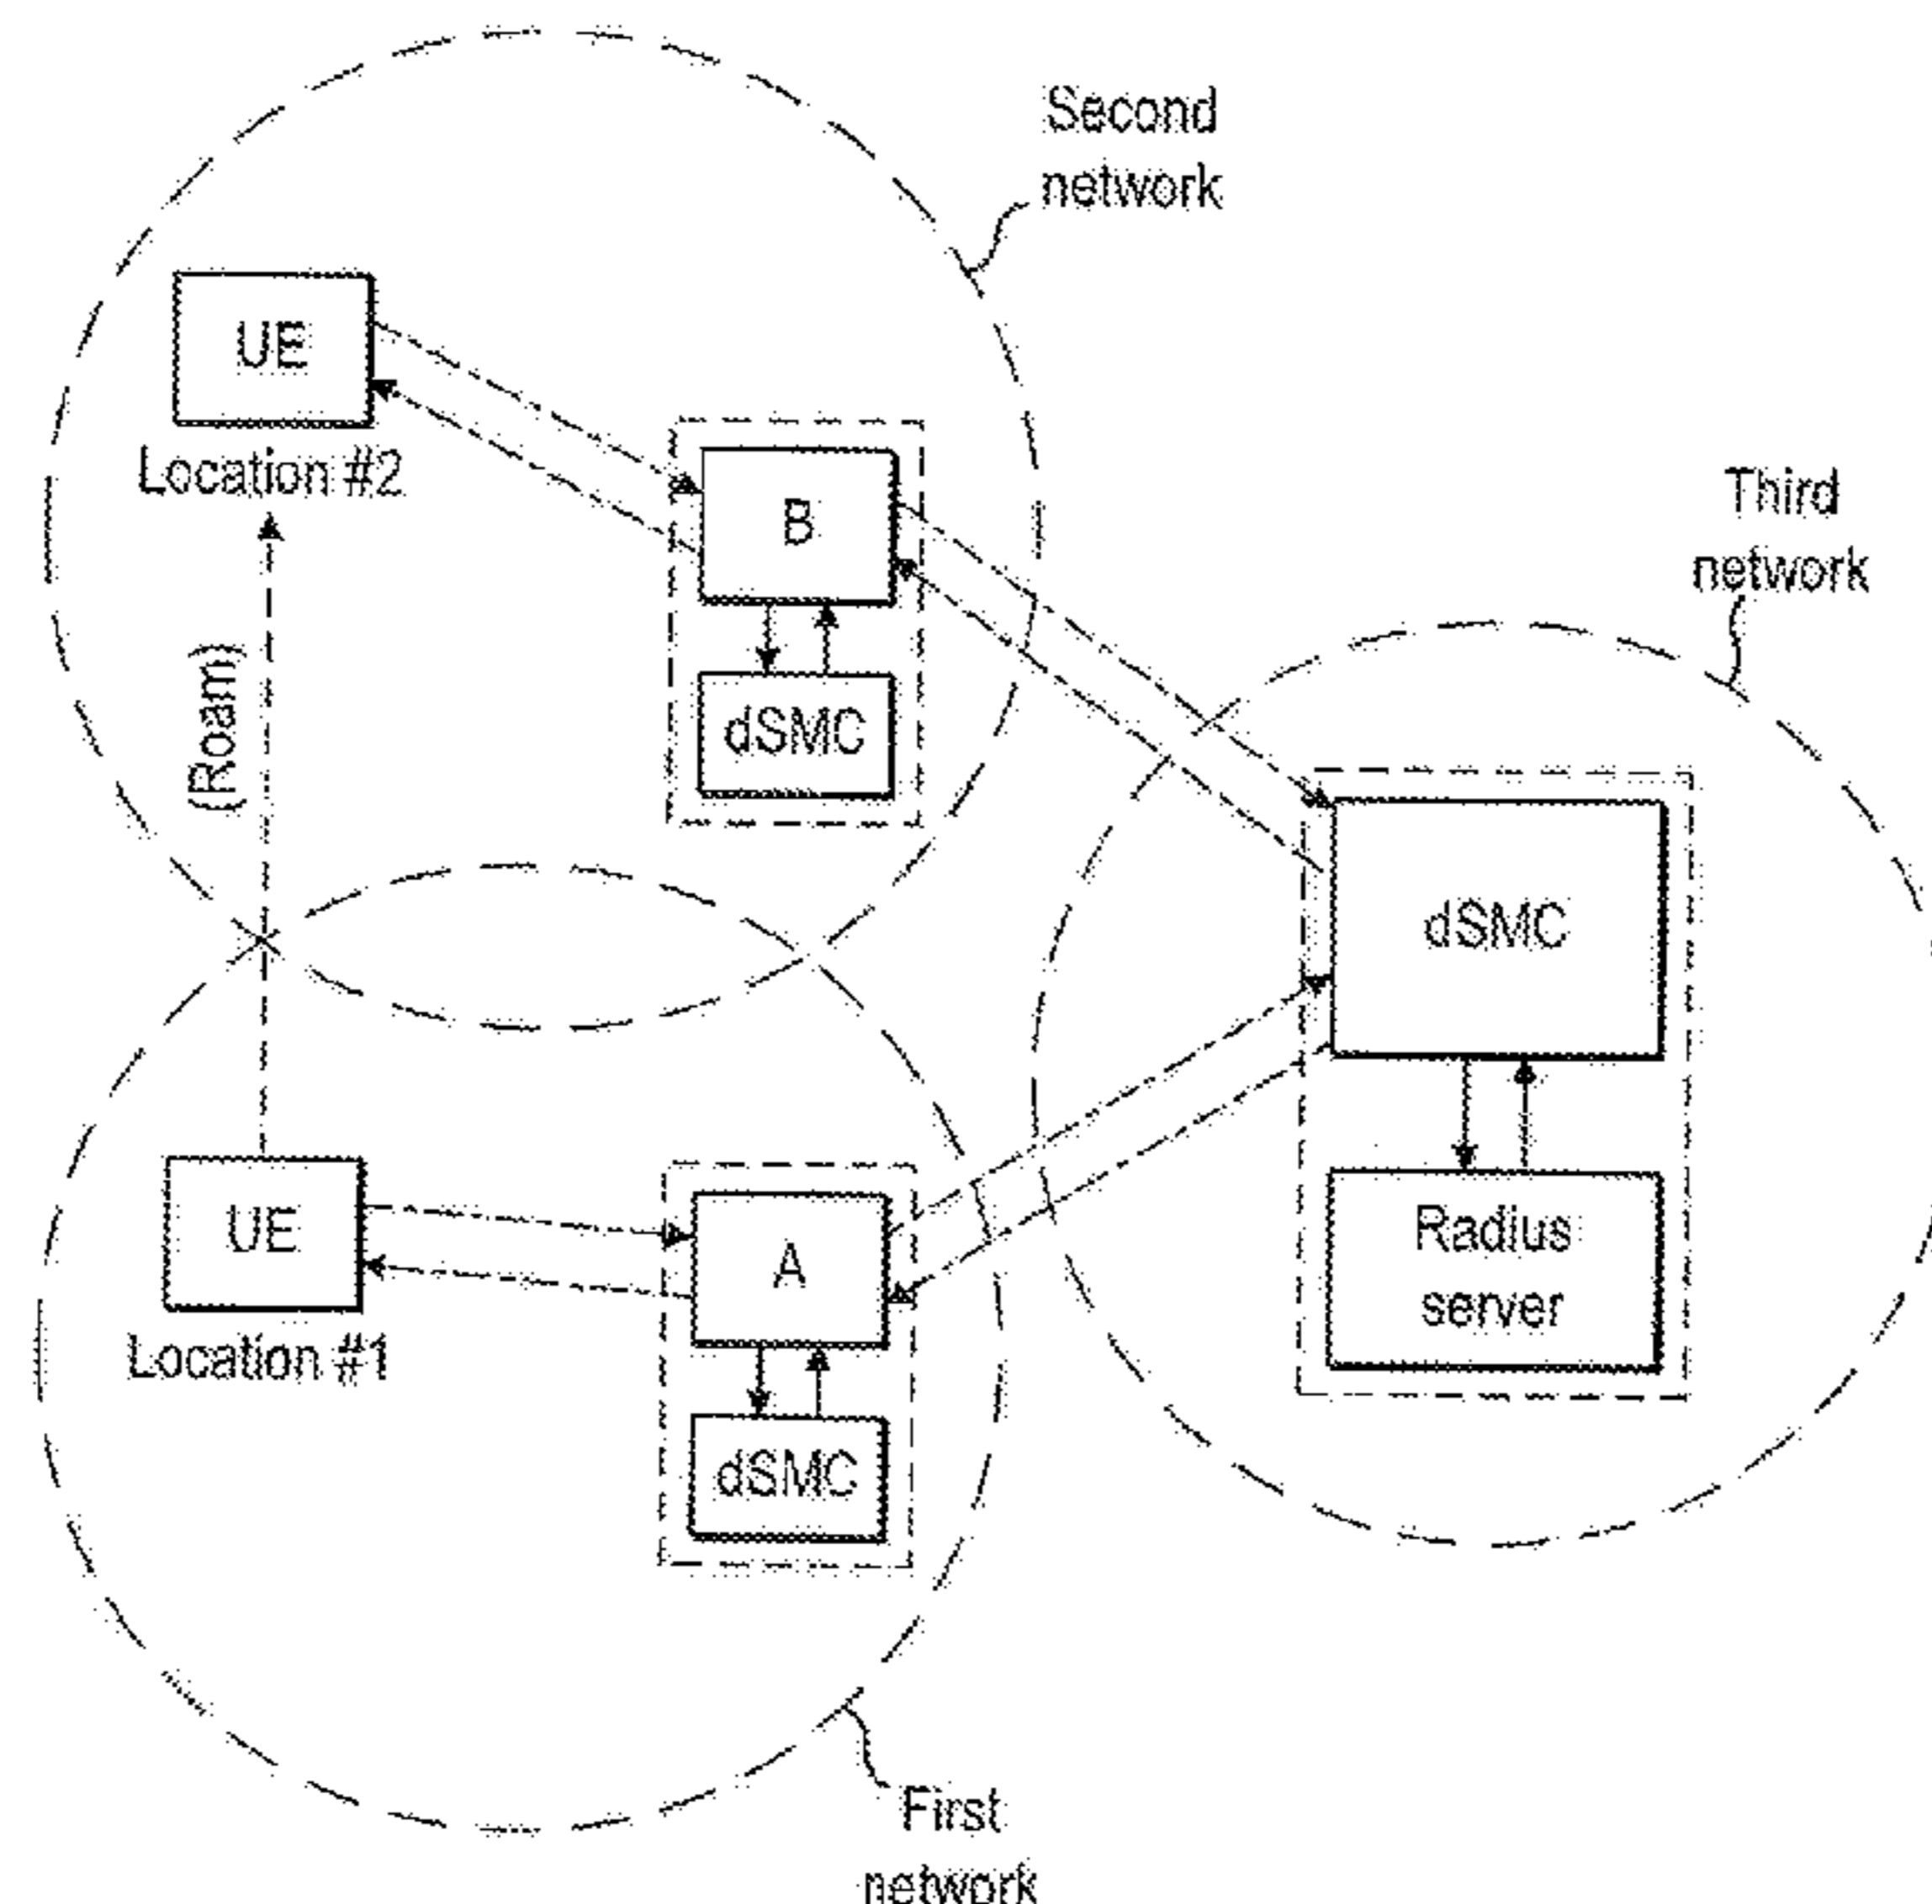 Second
network
UE
Location #2
B
dSMC
(Roam)
Third
network
dSMC
Radius
server
UE
Location #1
A
dSMC
First
network